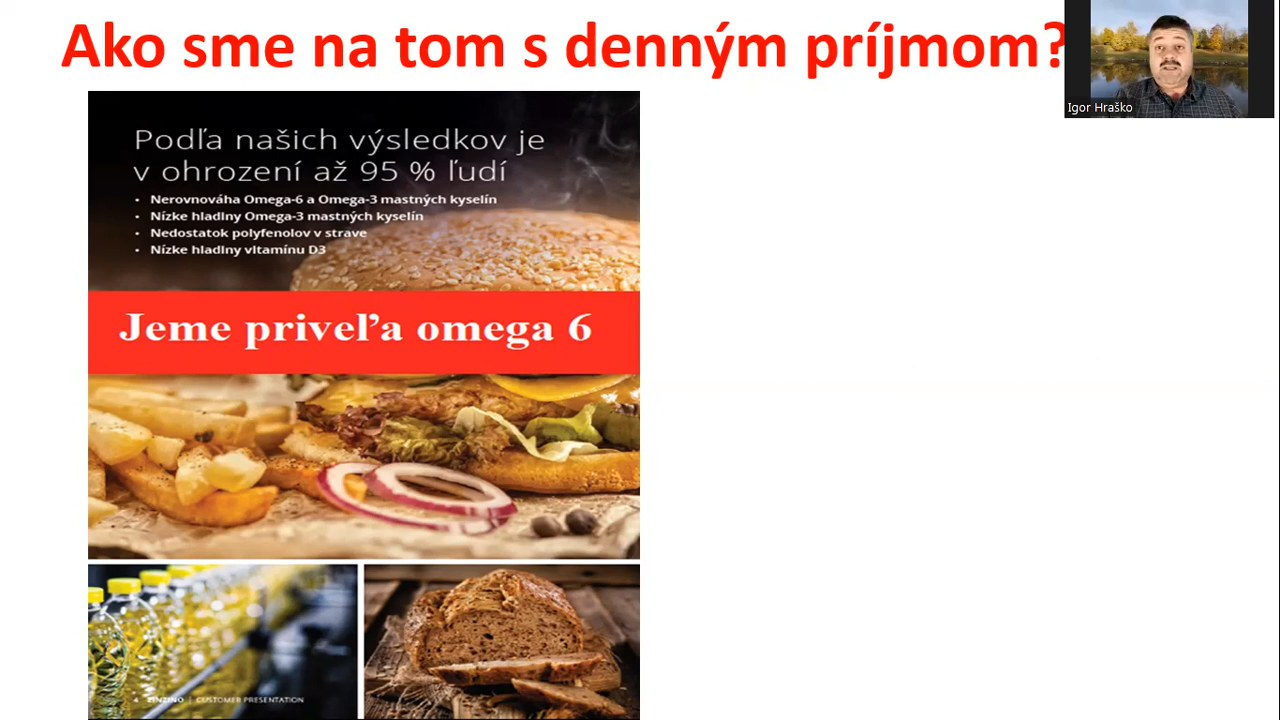 Ako sme na tom s denným príjmom?
Igor Hraško
Podľa našich výsledkov je
v ohrození až 95 % ľudí
• Nerovnováha Omega-6 a Omega-3 mastných kyselín
• Nízke hladiny Omega-3 mastných kyselín
• Nedostatok polyfenolov v strave
• Nízke hladiny vitamínu D3
Jeme priveľa omega 6
4 ZINZINO | CUSTOMER PRESENTATION